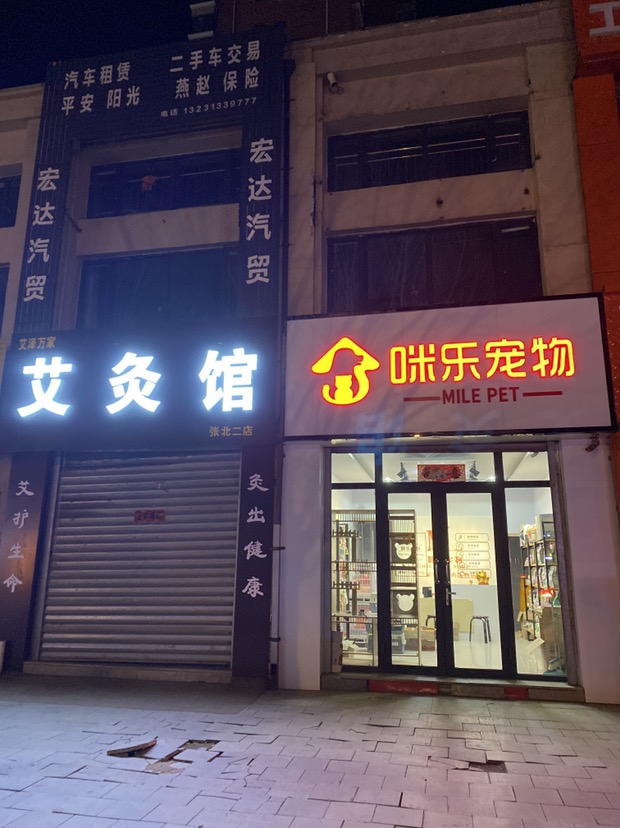 汽车租赁 二手车交易
平安 阳光 燕赵 保险
电话 13231339777
宏达汽贸
宏达汽贸
艾泽万家
艾灸馆
张北二店
艾护生命
灸出健康
咪乐宠物
MILE PET